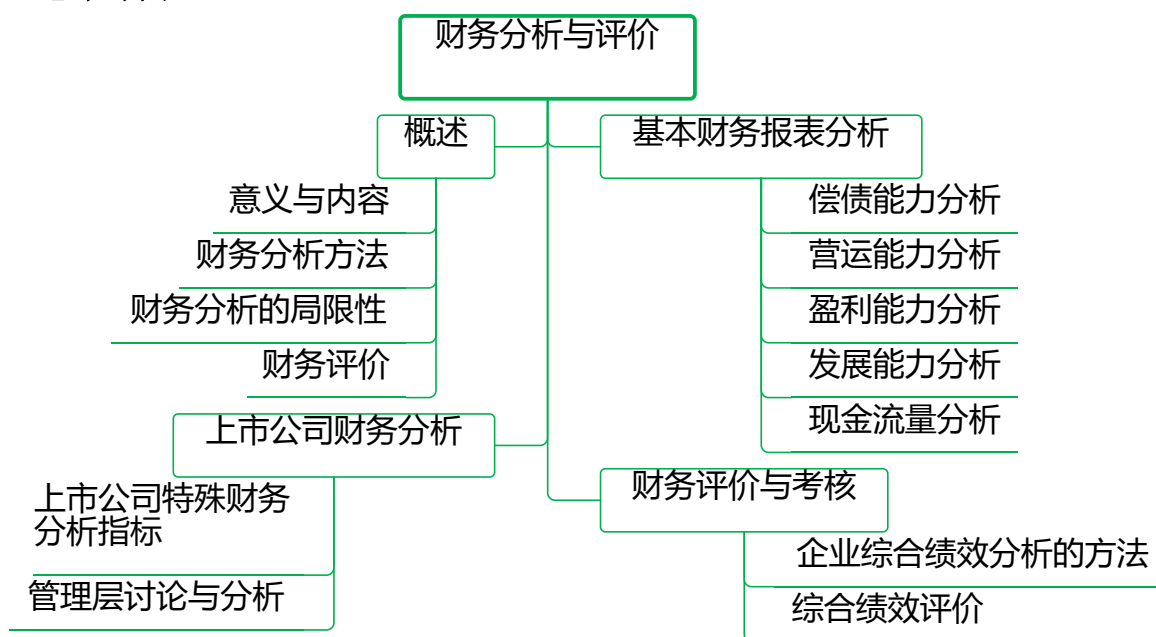 财务分析与评价
概述
意义与内容
财务分析方法
财务分析的局限性
财务评价
基本财务报表分析
偿债能力分析
营运能力分析
盈利能力分析
发展能力分析
现金流量分析
上市公司财务分析
上市公司特殊财务
分析指标
管理层讨论与分析
财务评价与考核
企业综合绩效分析的方法
综合绩效评价